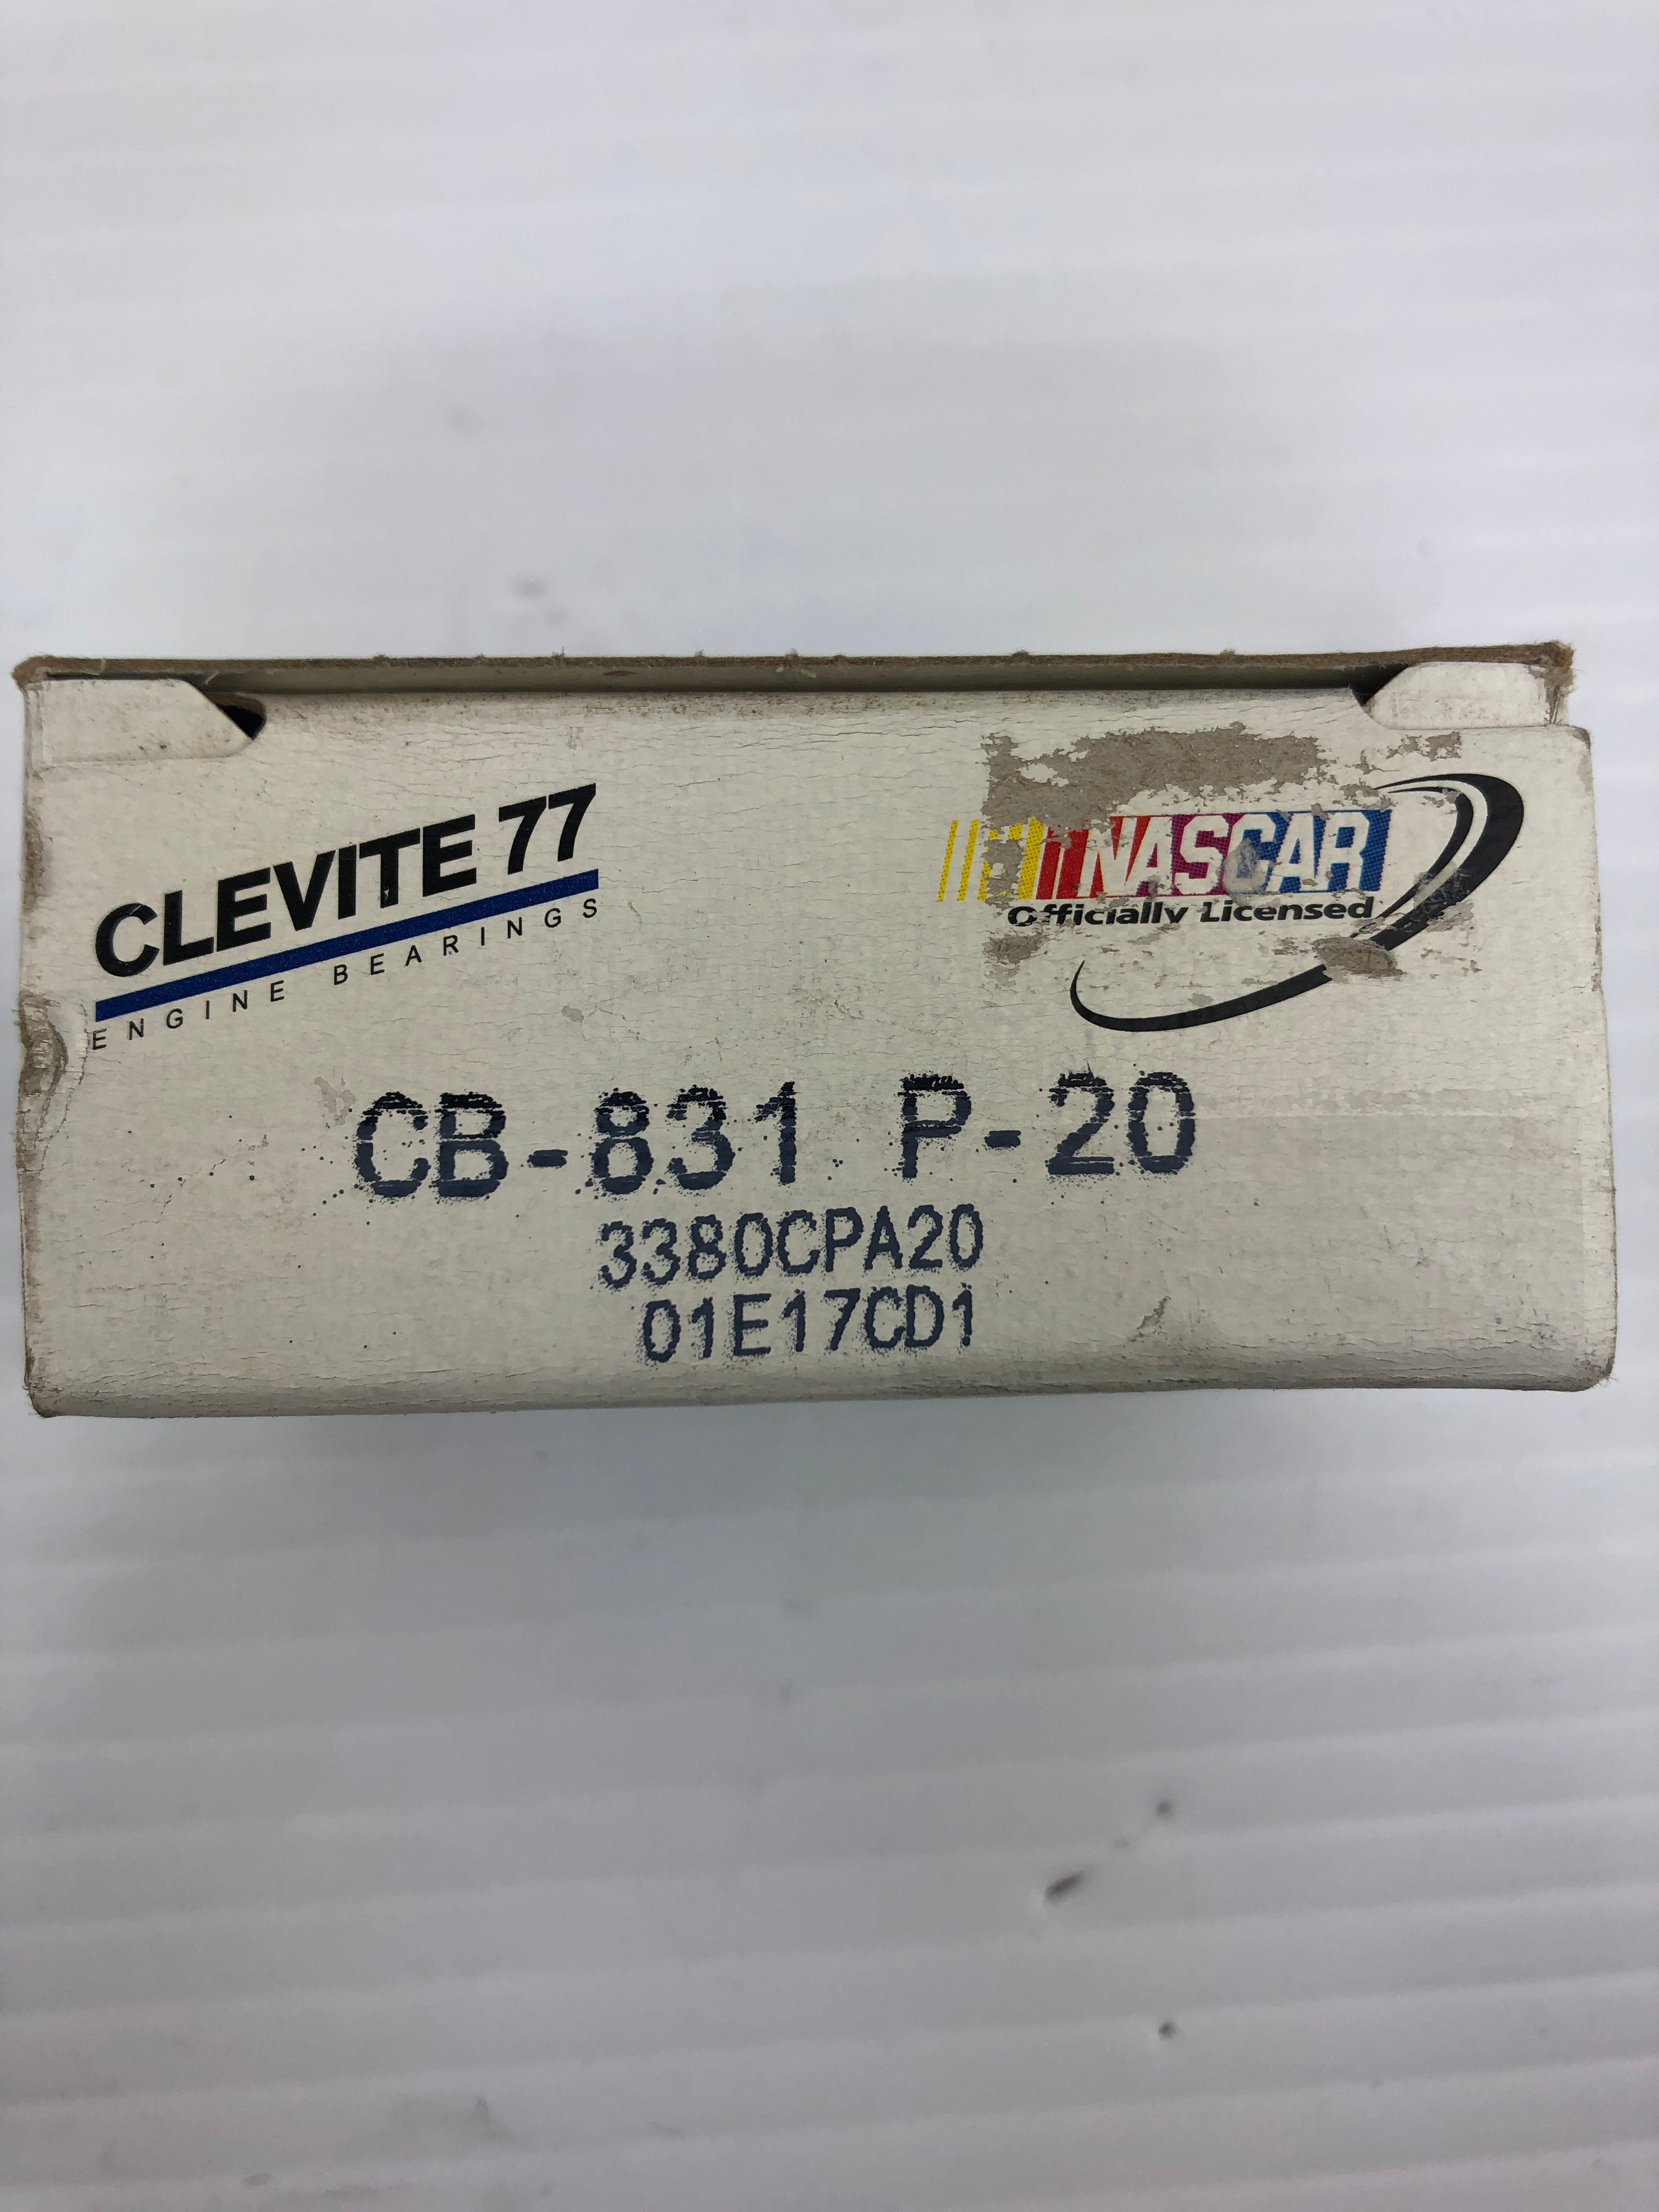 CLEVITE 77
ENGINE BEARINGS
NASCAR
Officially Licensed
CB-831 P-20
3380CPA20
01E17CD1